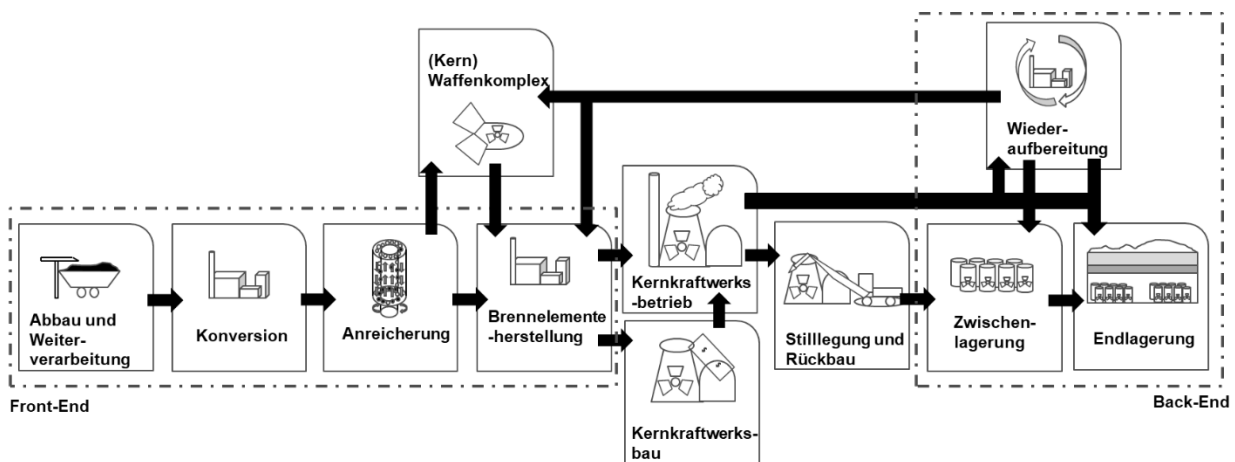 (Kern)
Waffenkomplex
Wieder-
aufbereitung
Abbau und
Weiter-
verarbeitung
Konversion
Anreicherung
Brennelemente
-herstellung
Kernkraftwerks
-betrieb
Kernkraftwerks-
bau
Stilllegung und
Rückbau
Zwischen-
lagerung
Endlagerung
Front-End
Back-End
$
$